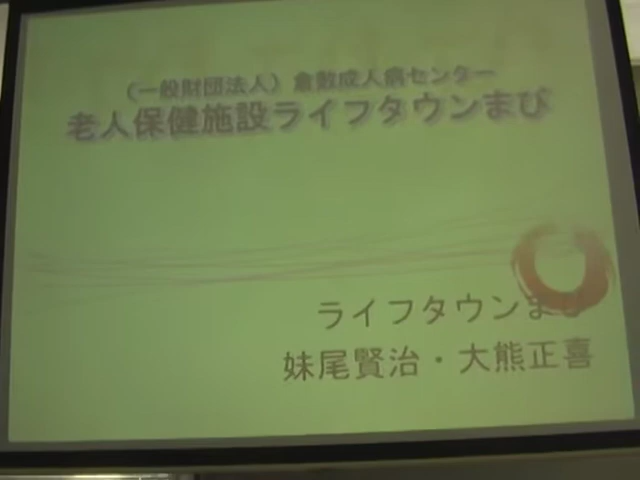 （一般財団法人）倉敷成人病センター
老人保健施設ライフタウンまび
ライフタウンまび
妹尾賢治・大熊正喜